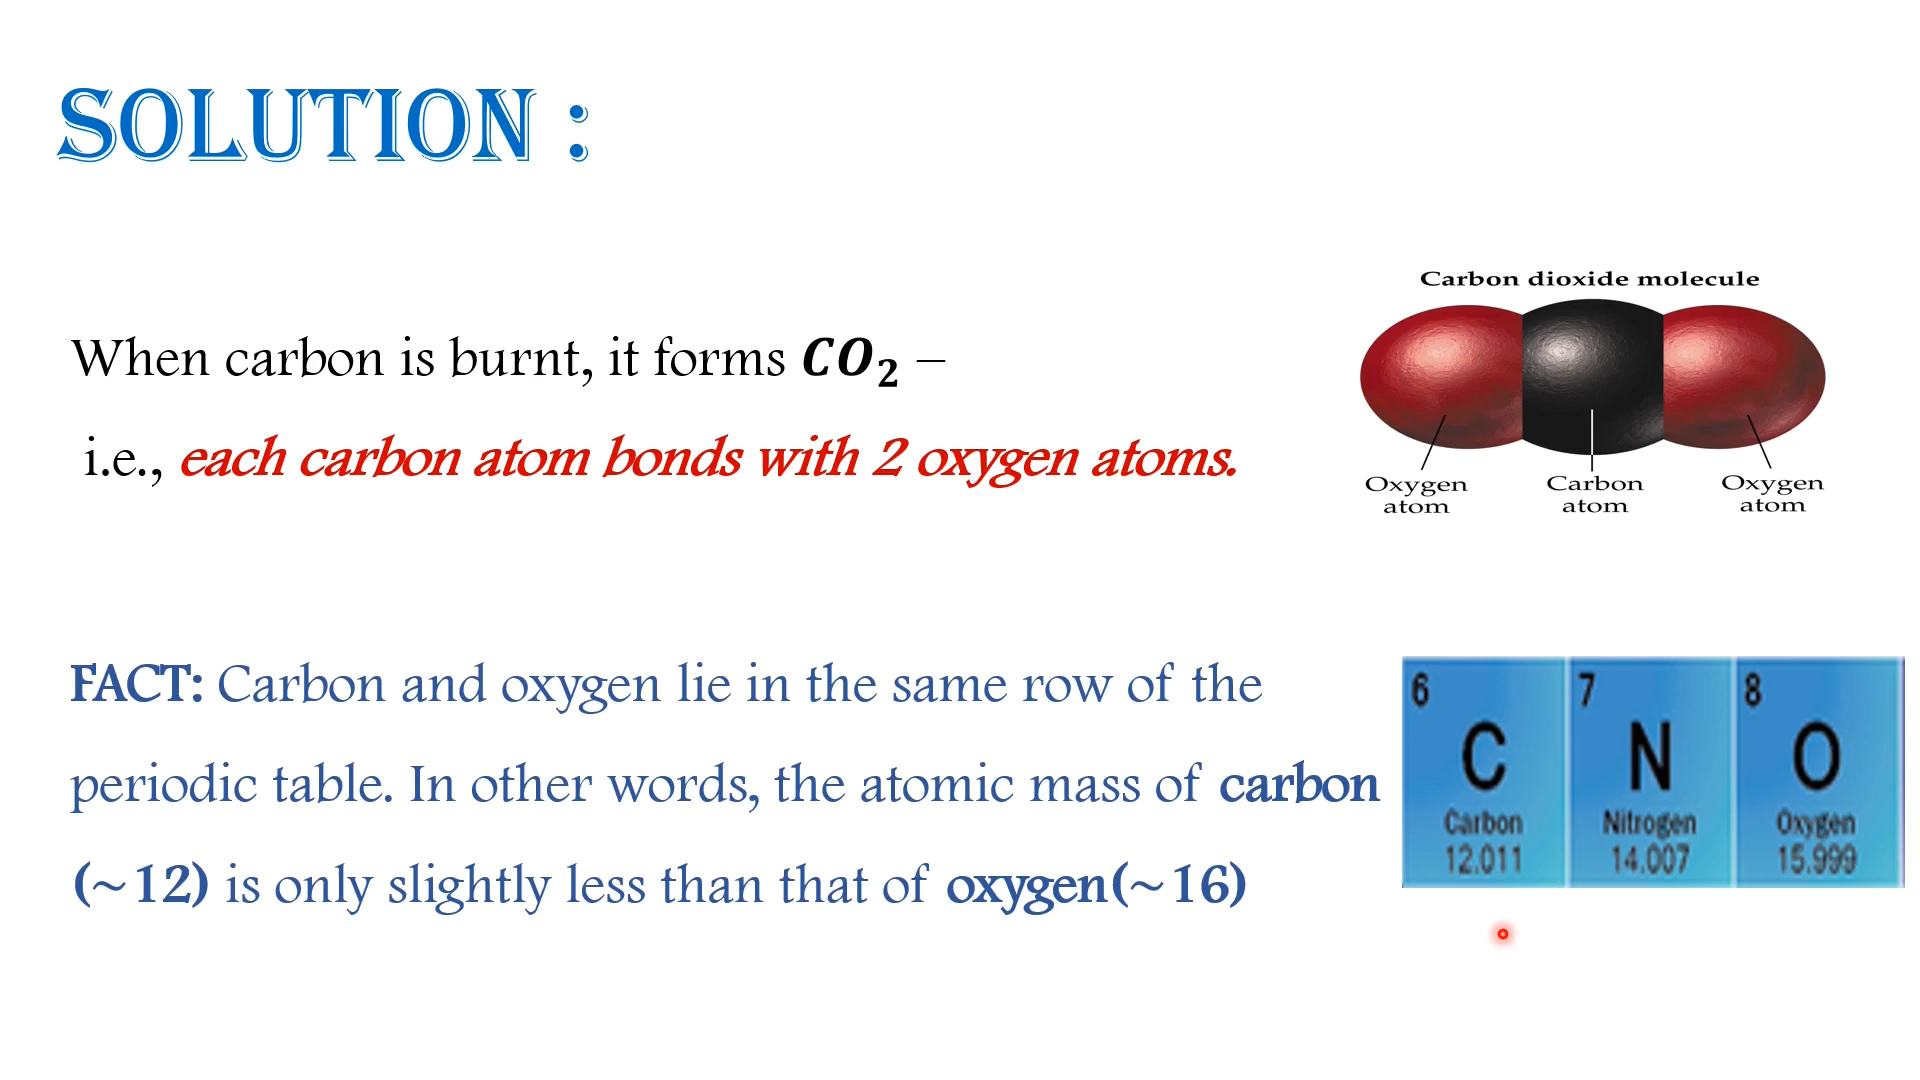 SOLUTION :
When carbon is burnt, it forms CO₂ –
i.e., each carbon atom bonds with 2 oxygen atoms.
Carbon dioxide molecule
Oxygen atom
Carbon atom
Oxygen atom
FACT: Carbon and oxygen lie in the same row of the
periodic table. In other words, the atomic mass of carbon
(~12) is only slightly less than that of oxygen(~16)
6 7 8
C N O
Carbon Nitrogen Oxygen
12.011 14.007 15.999